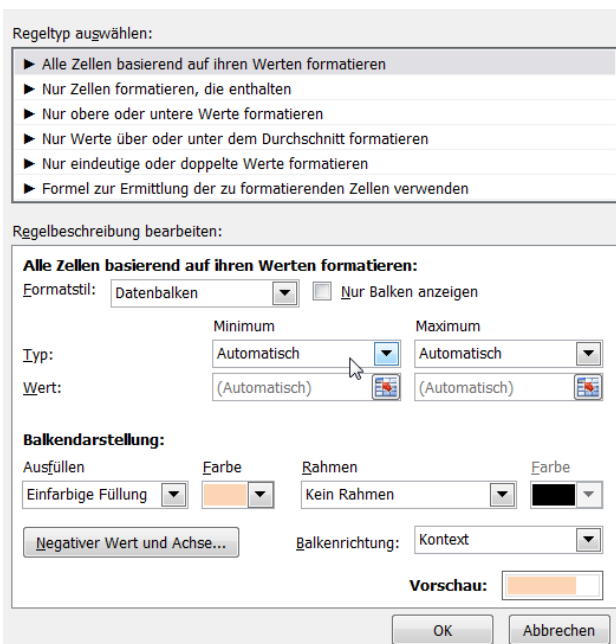 Regeltyp auswählen:
► Alle Zellen basierend auf ihren Werten formatieren
► Nur Zellen formatieren, die enthalten
► Nur obere oder untere Werte formatieren
► Nur Werte über oder unter dem Durchschnitt formatieren
► Nur eindeutige oder doppelte Werte formatieren
► Formel zur Ermittlung der zu formatierenden Zellen verwenden
Regelbeschreibung bearbeiten:
Alle Zellen basierend auf ihren Werten formatieren:
Formatstil: Datenbalken Nur Balken anzeigen
Minimum Maximum
Typ: Automatisch Automatisch
Wert: (Automatisch) (Automatisch)
Balkendarstellung:
Ausfüllen Farbe Rahmen Farbe
Einfarbige Füllung Kein Rahmen
Negativer Wert und Achse... Balkenrichtung: Kontext
Vorschau:
OK Abbrechen